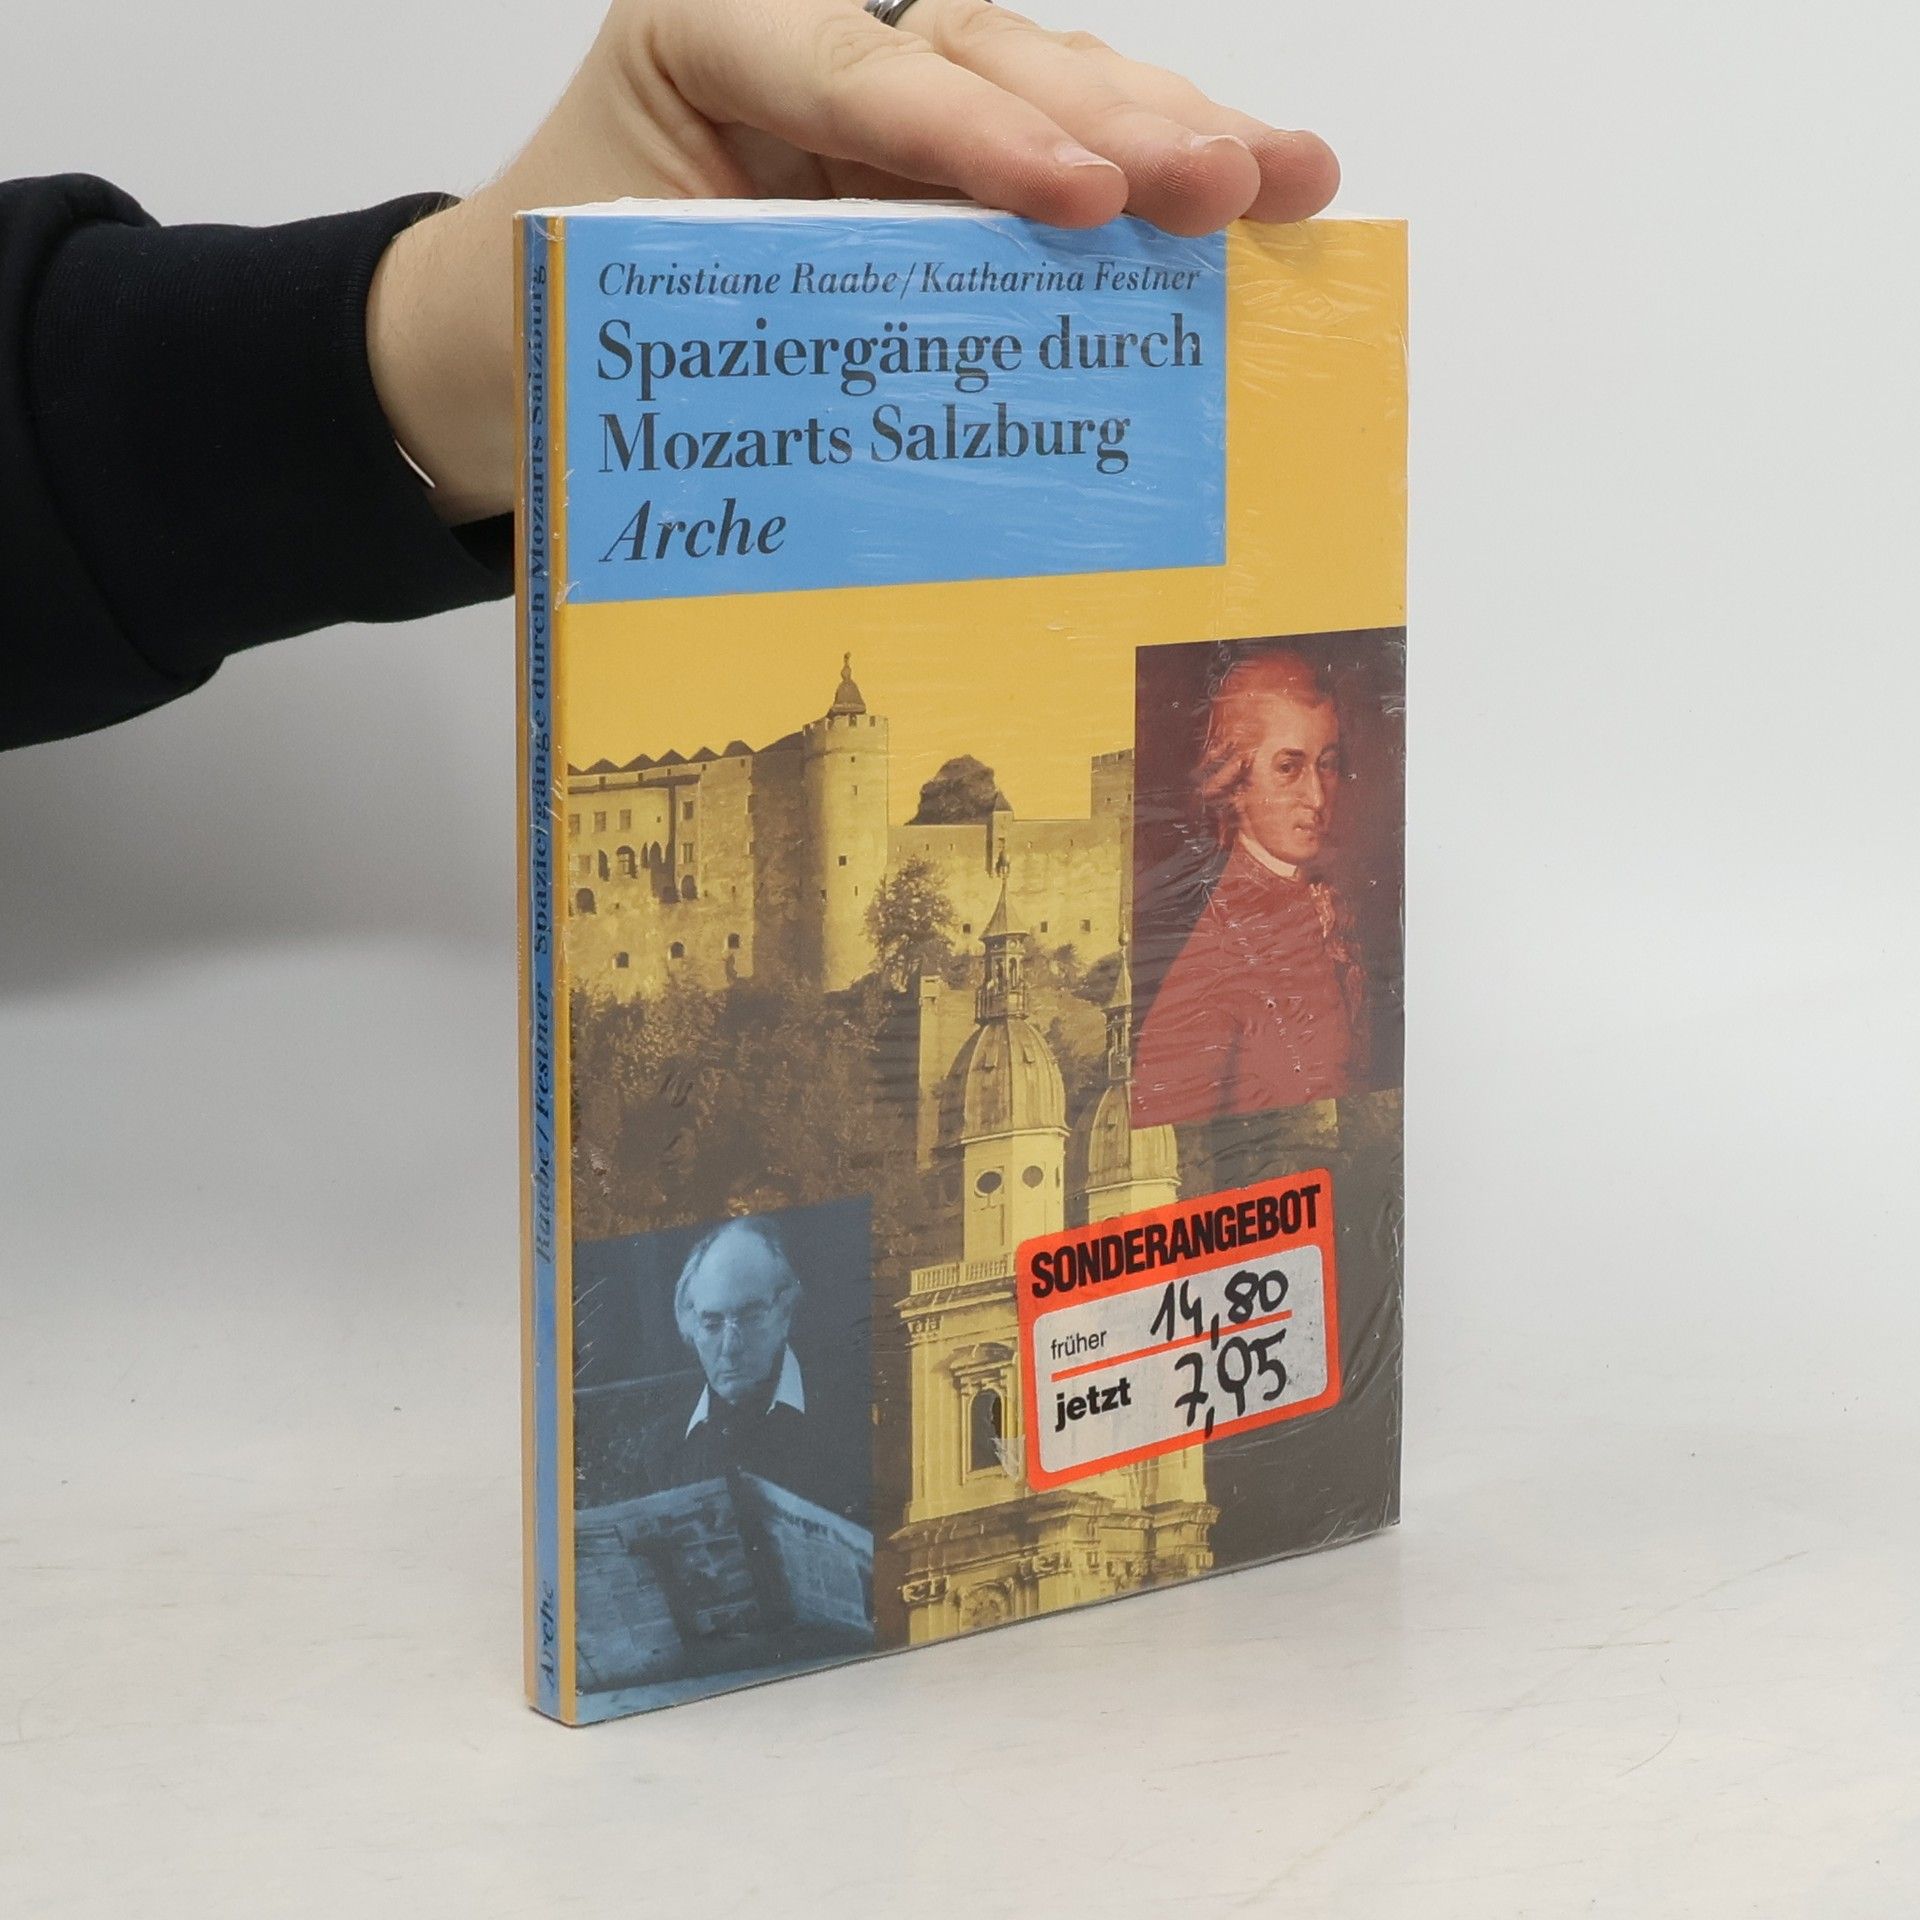 Christiane Raabe/Katharina Festner
Spaziergänge durch
Mozarts Salzburg
Arche
Raabe/Festner Spaziergänge durch Mozarts Salzburg
Arche
SONDERANGEBOT
früher 14,80
jetzt 7,95